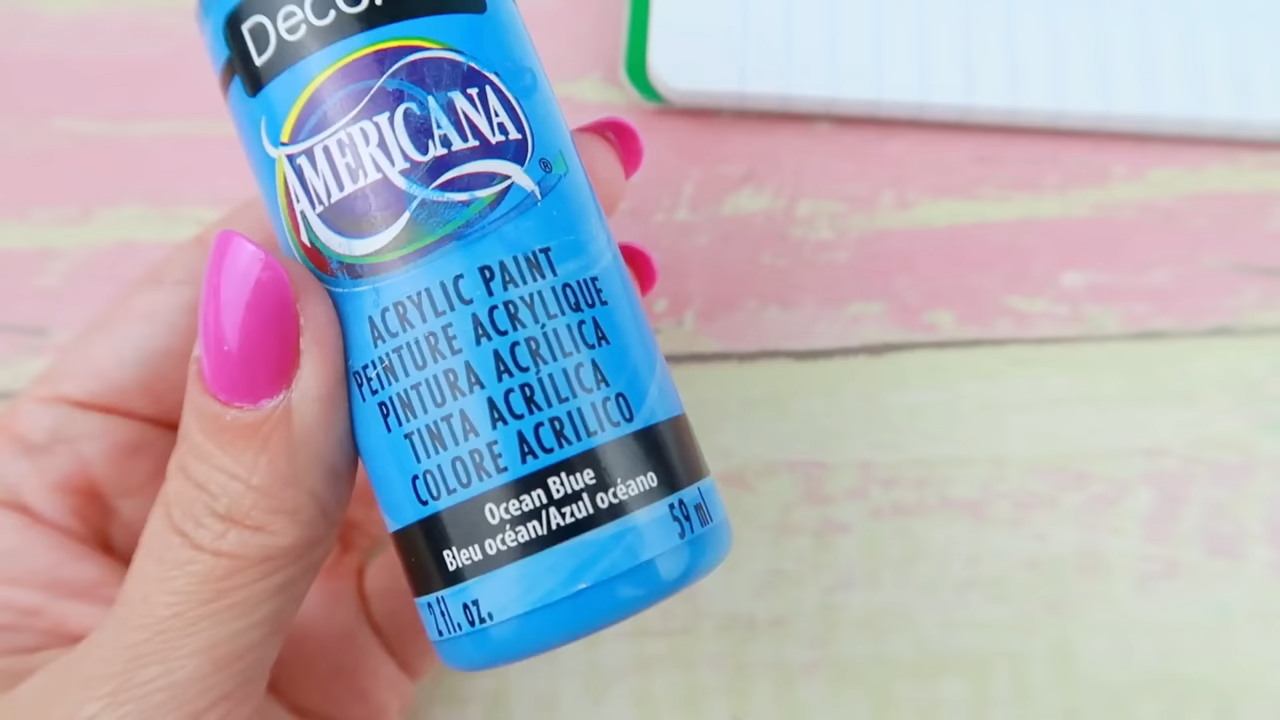 AMERICANA
®
ACRYLIC PAINT
PEINTURE ACRYLIQUE
PINTURA ACRÍLICA
TINTA ACRÍLICA
COLORE ACRILICO
Ocean Blue
Bleu océan/Azul océano
59 ml
2 fl. oz.